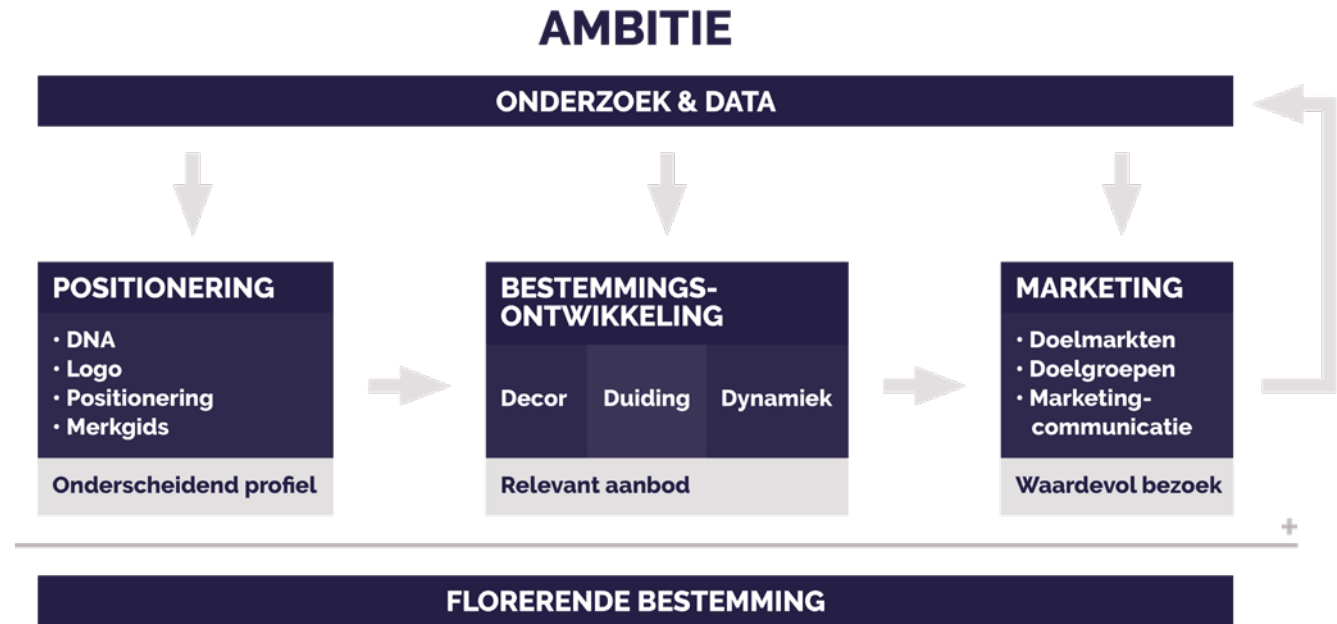 AMBITIE
ONDERZOEK & DATA
POSITIONERING
• DNA
• Logo
• Positionering
• Merkgids
Onderscheidend profiel
BESTEMMINGS-
ONTWIKKELING
Decor
Duiding
Dynamiek
Relevant aanbod
MARKETING
• Doelmarkten
• Doelgroepen
• Marketing-
communicatie
Waardevol bezoek
+
FLORERENDE BESTEMMING